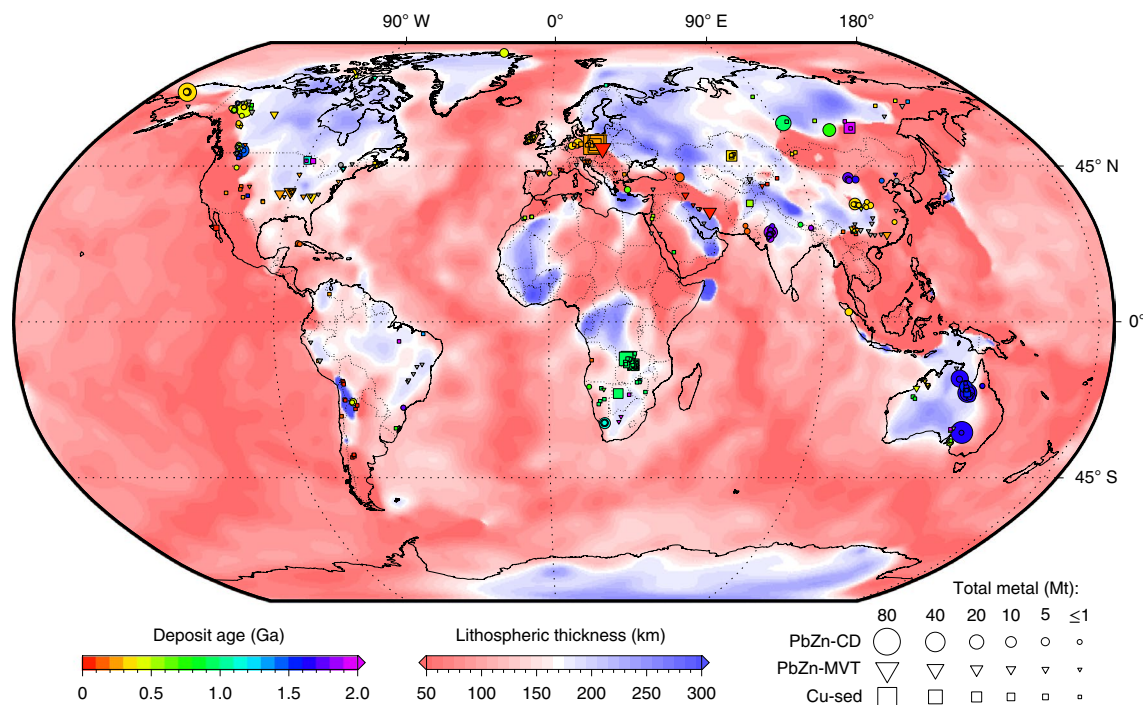 90° W 0° 90° E 180°
45° N
0°
45° S
Total metal (Mt):
Deposit age (Ga) Lithospheric thickness (km) 80 40 20 10 5 ≤1
PbZn-CD
PbZn-MVT
0 0.5 1.0 1.5 2.0 50 100 150 200 250 300 Cu-sed